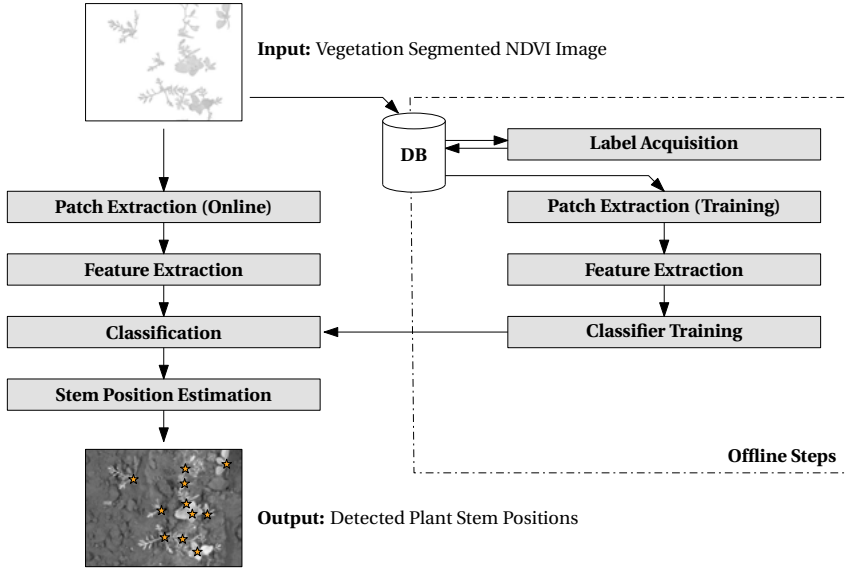 Input: Vegetation Segmented NDVI Image
DB
Label Acquisition
Patch Extraction (Online)
Patch Extraction (Training)
Feature Extraction
Feature Extraction
Classification
Classifier Training
Stem Position Estimation
Offline Steps
Output: Detected Plant Stem Positions